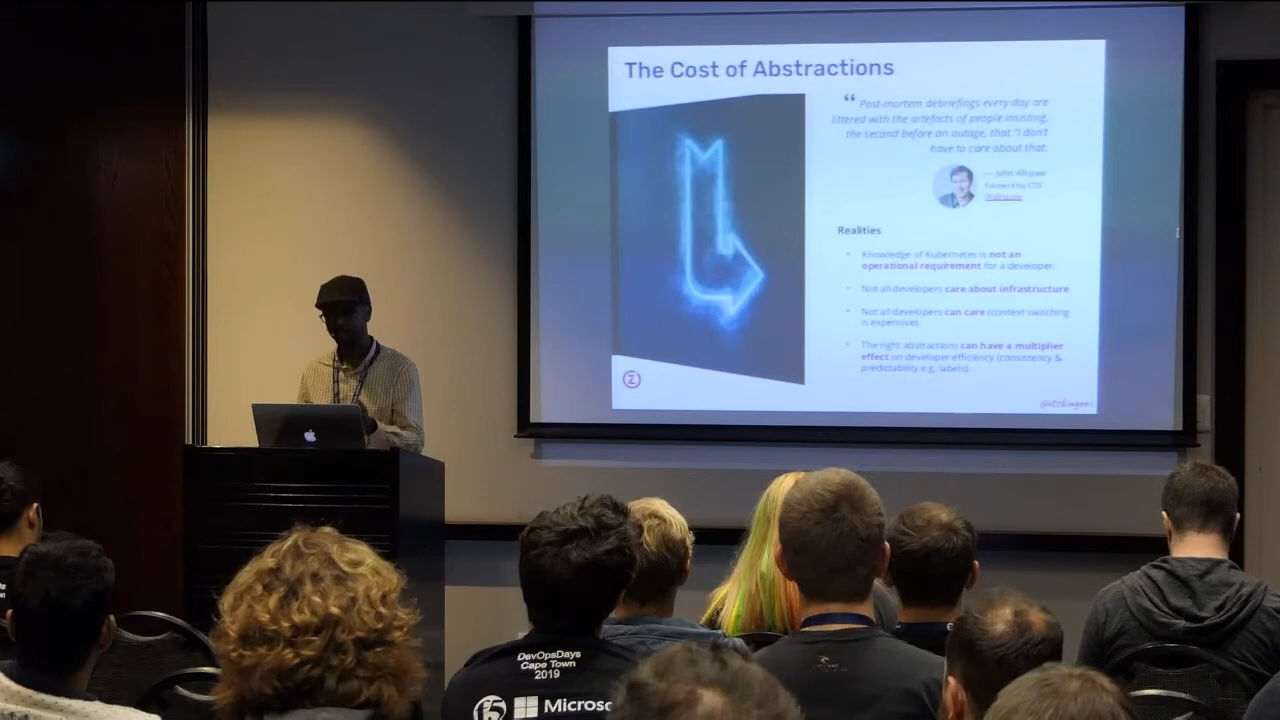 The Cost of Abstractions
“ Post-mortem debriefings every day are
littered with the artefacts of people insisting,
the second before an outage, that "I don't
have to care about that.
— John Allspaw
Former Etsy CTO
Realities
• Knowledge of Kubernetes is not an
operational requirement for a developer.
• Not all developers care about infrastructure
• Not all developers can care (context switching
is expensive).
• The right abstractions can have a multiplier
effect on developer efficiency (consistency &
predictability e.g. labels).
DevOpsDays
Cape Town
2019
f5